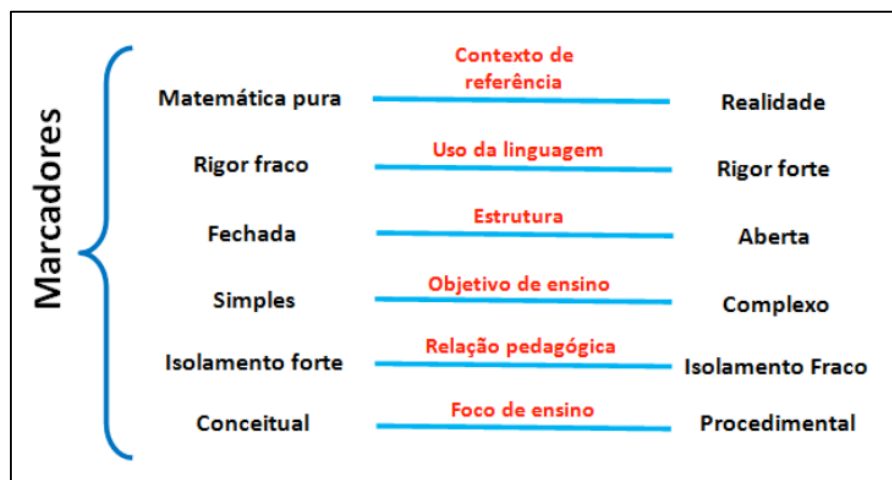 Marcadores
Contexto de
referência
Matemática pura
Realidade
Uso da linguagem
Rigor fraco
Rigor forte
Estrutura
Fechada
Aberta
Objetivo de ensino
Simples
Complexo
Relação pedagógica
Isolamento forte
Isolamento Fraco
Foco de ensino
Conceitual
Procedimental